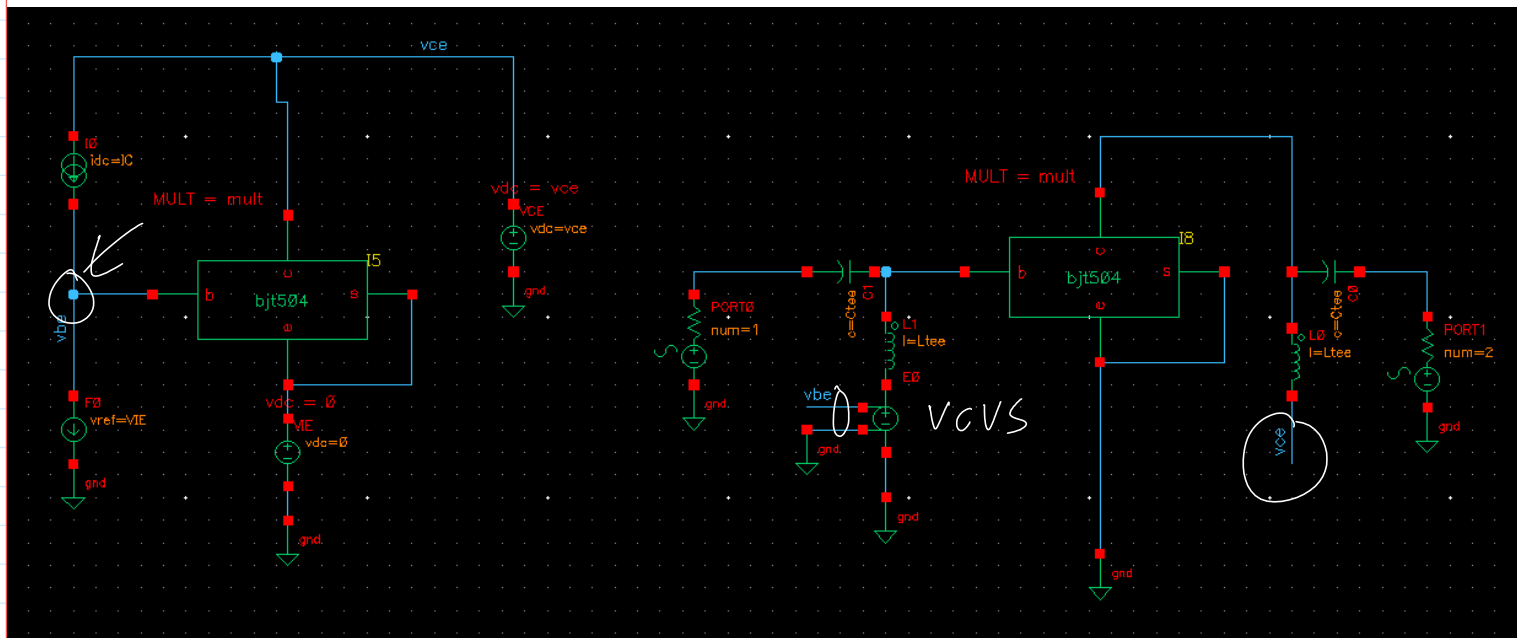 vce
I0
idc=IC
MULT = mult
vdc = vce
VCE
vdc=vce
I5
c
b
bjt504
s
e
gnd
vbe
F0
vref=VIE
gnd
vdc = 0
VIE
vdc=0
gnd
MULT = mult
I8
c
b
bjt504
s
e
PORT0
num=1
gnd
C1
c=Ctee
L1
l=Ltee
E0
vbe
gnd
VCVS
gnd
gnd
C0
c=Ctee
L0
l=Ltee
vce
PORT1
num=2
gnd